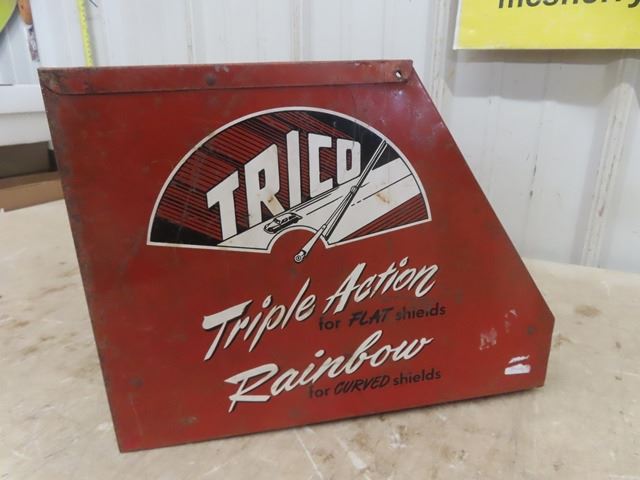 TRICO
Triple Action
for FLAT shields
Rainbow
for CURVED shields